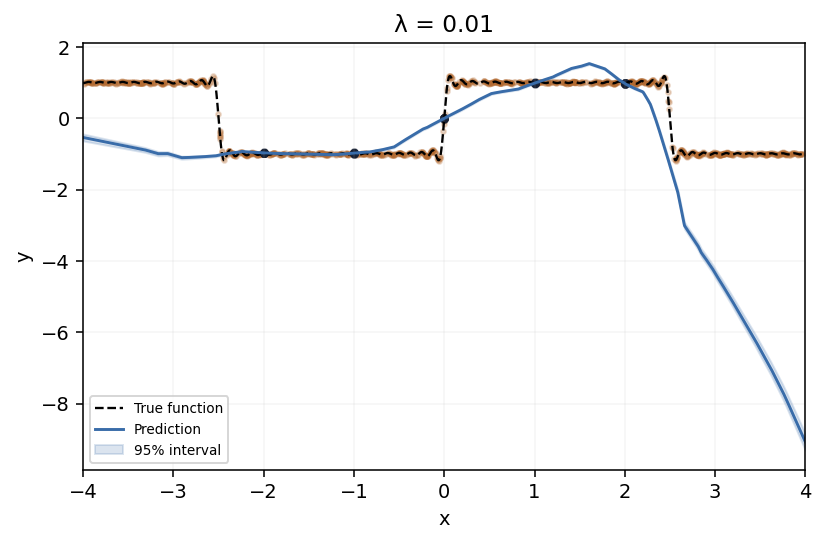 λ = 0.01
2
0
−2
−4
−6
−8
y
True function
Prediction
95% interval
−4 −3 −2 −1 0 1 2 3 4
x